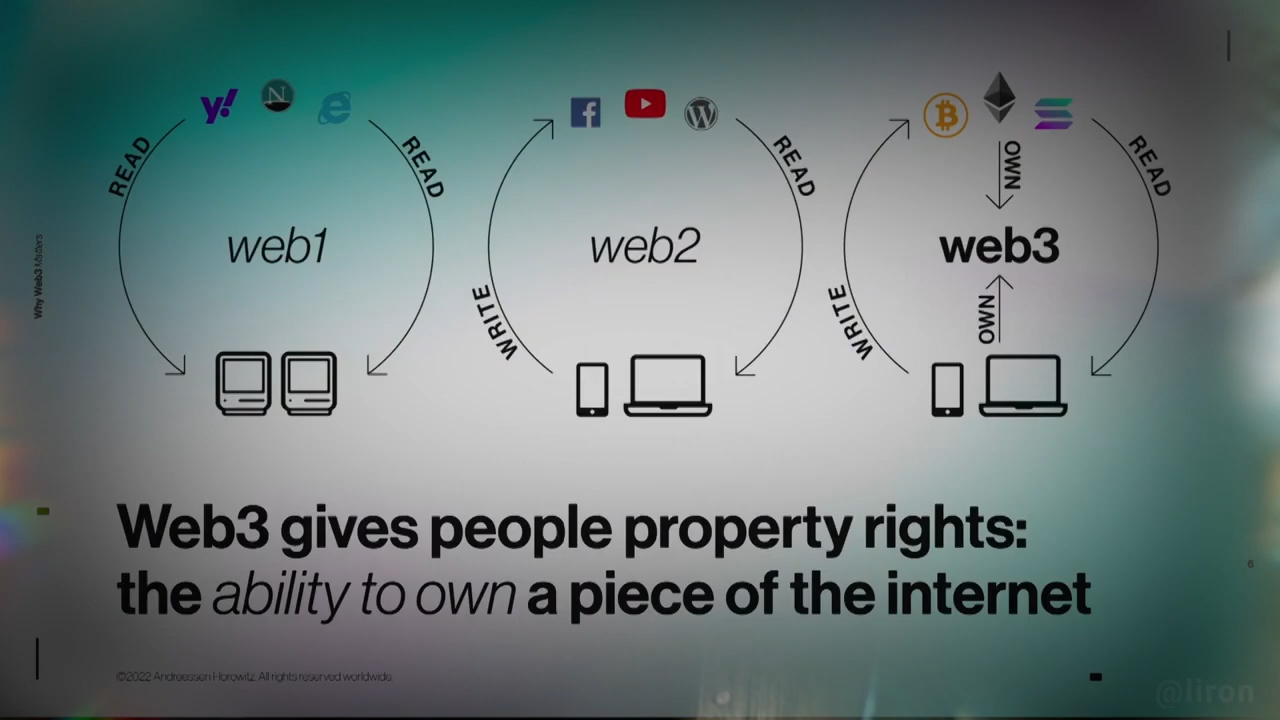 y!
N
e
f
W
B
READ
READ
READ
OWN
READ
web1
web2
web3
Why Web3 Matters
WRITE
WRITE
OWN
Web3 gives people property rights:
the ability to own a piece of the internet
6
©2022 Andreessen Horowitz. All rights reserved worldwide.
@liron